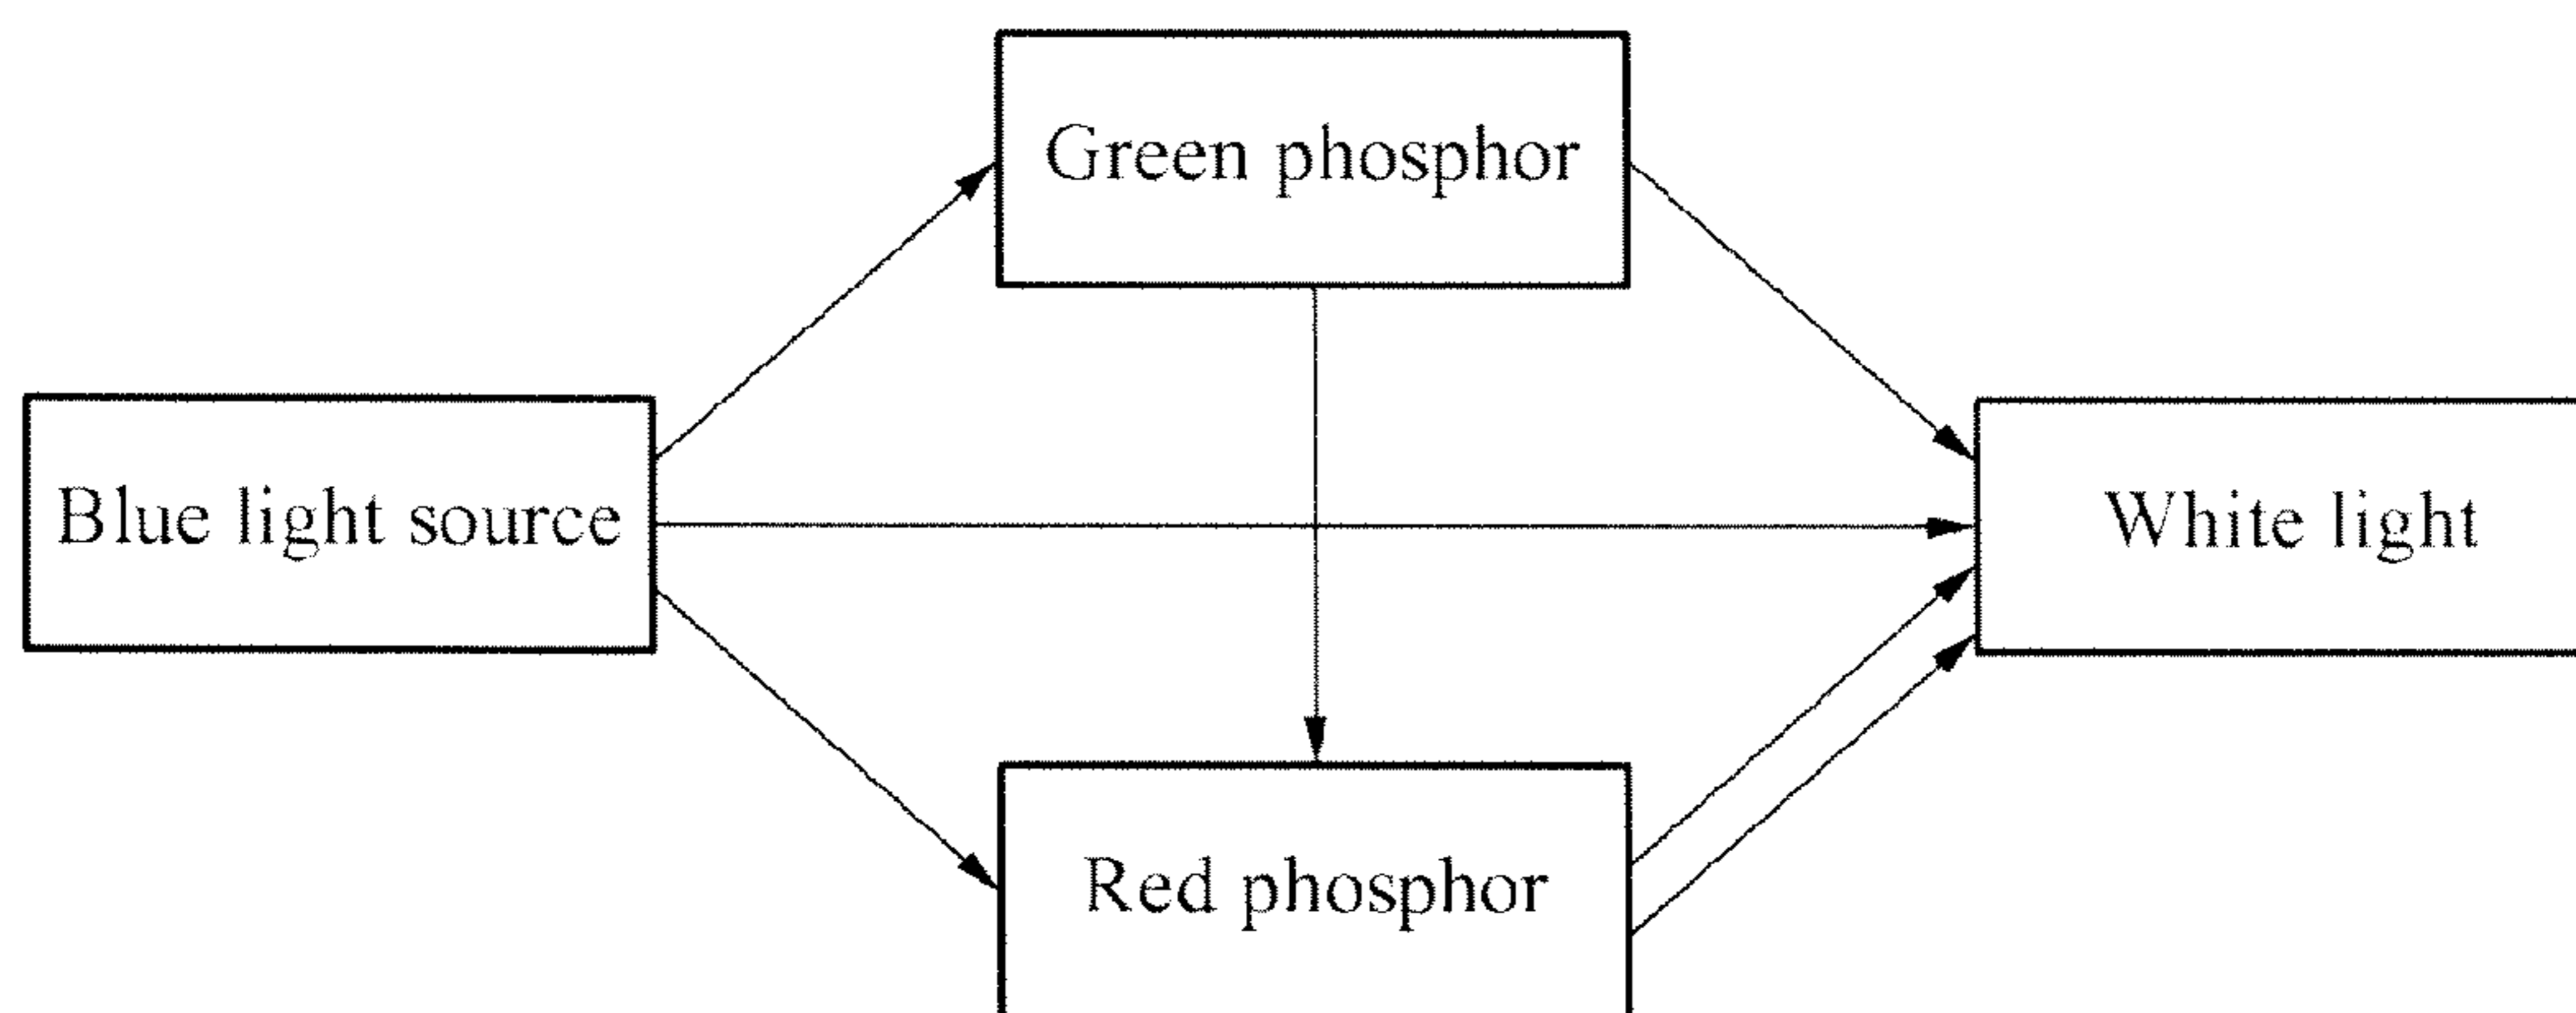 Green phosphor
Blue light source
White light
Red phosphor